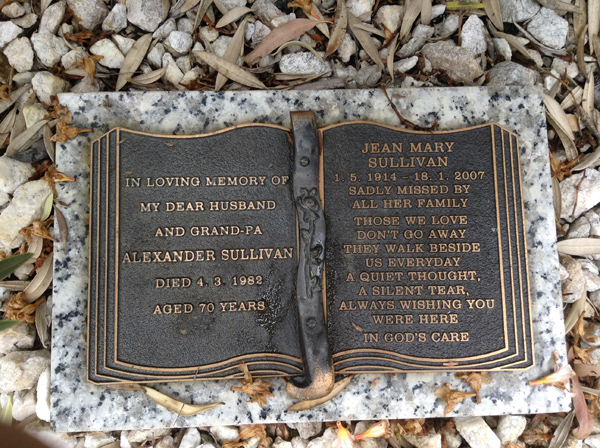 IN LOVING MEMORY OF
MY DEAR HUSBAND
AND GRAND-PA
ALEXANDER SULLIVAN
DIED 4. 3. 1982
AGED 70 YEARS
JEAN MARY
SULLIVAN
1. 5. 1914 - 18. 1. 2007
SADLY MISSED BY
ALL HER FAMILY
THOSE WE LOVE
DON'T GO AWAY
THEY WALK BESIDE
US EVERYDAY
A QUIET THOUGHT,
A SILENT TEAR,
ALWAYS WISHING YOU
WERE HERE
IN GOD'S CARE